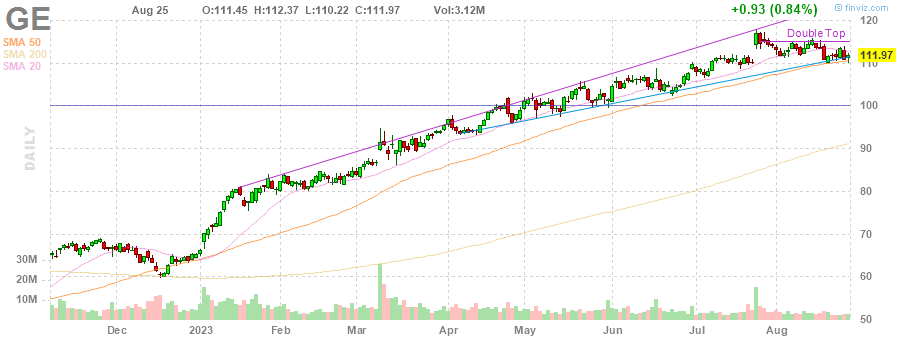 © finviz.com
GE
Aug 25 O:111.45 H:112.37 L:110.22 C:111.97 Vol:3.12M +0.93 (0.84%)
SMA 50
SMA 200
SMA 20
Double Top
120
111.97
110
100
90
80
70
60
50
DAILY
30M
20M
10M
Dec 2023 Feb Mar Apr May Jun Jul Aug